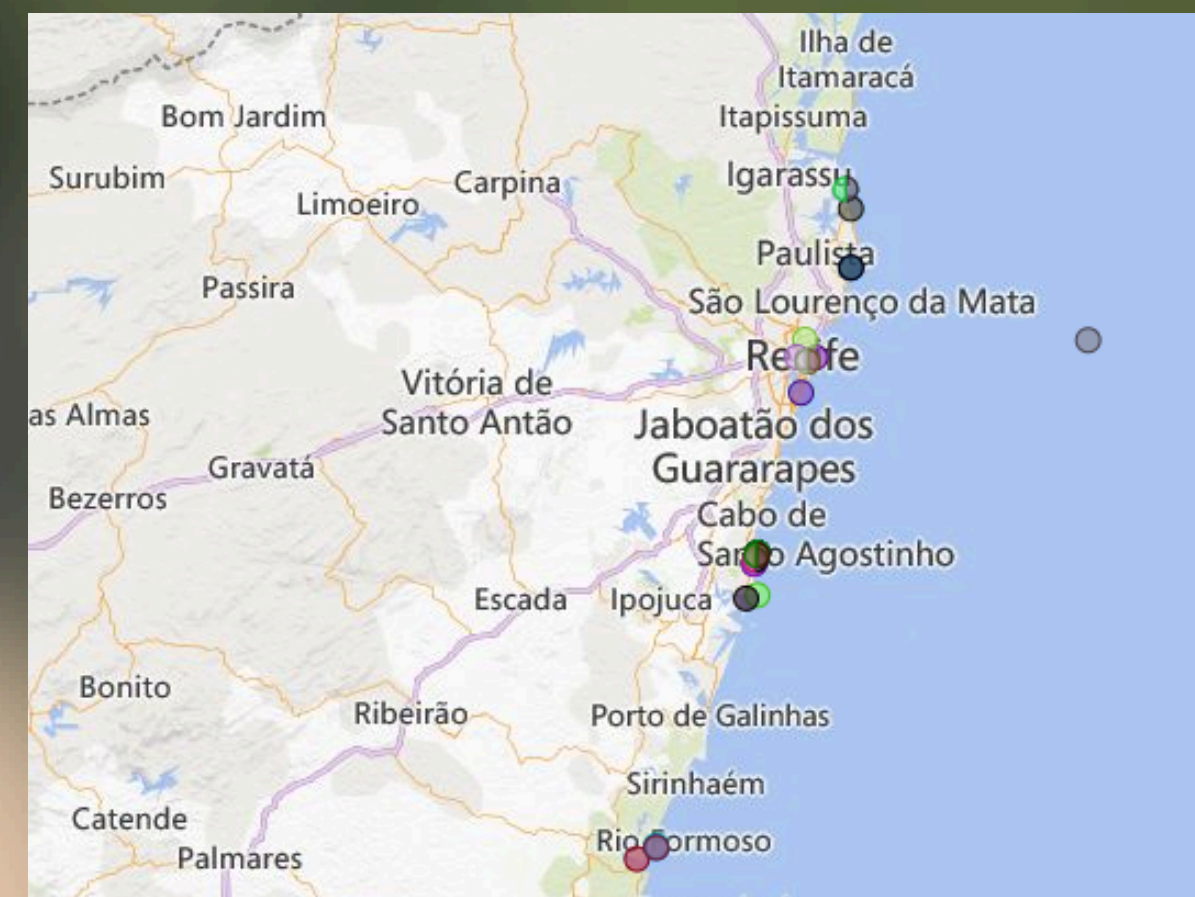 Ilha de
Itamaracá
Bom Jardim
Itapissuma
Surubim
Carpina
Igarassu
Limoeiro
Paulista
Passira
São Lourenço da Mata
Recife
Vitória de
Santo Antão
as Almas
Jaboatão dos
Guararapes
Gravatá
Bezerros
Cabo de
Santo Agostinho
Escada
Ipojuca
Bonito
Ribeirão
Porto de Galinhas
Sirinhaém
Catende
Rio Formoso
Palmares